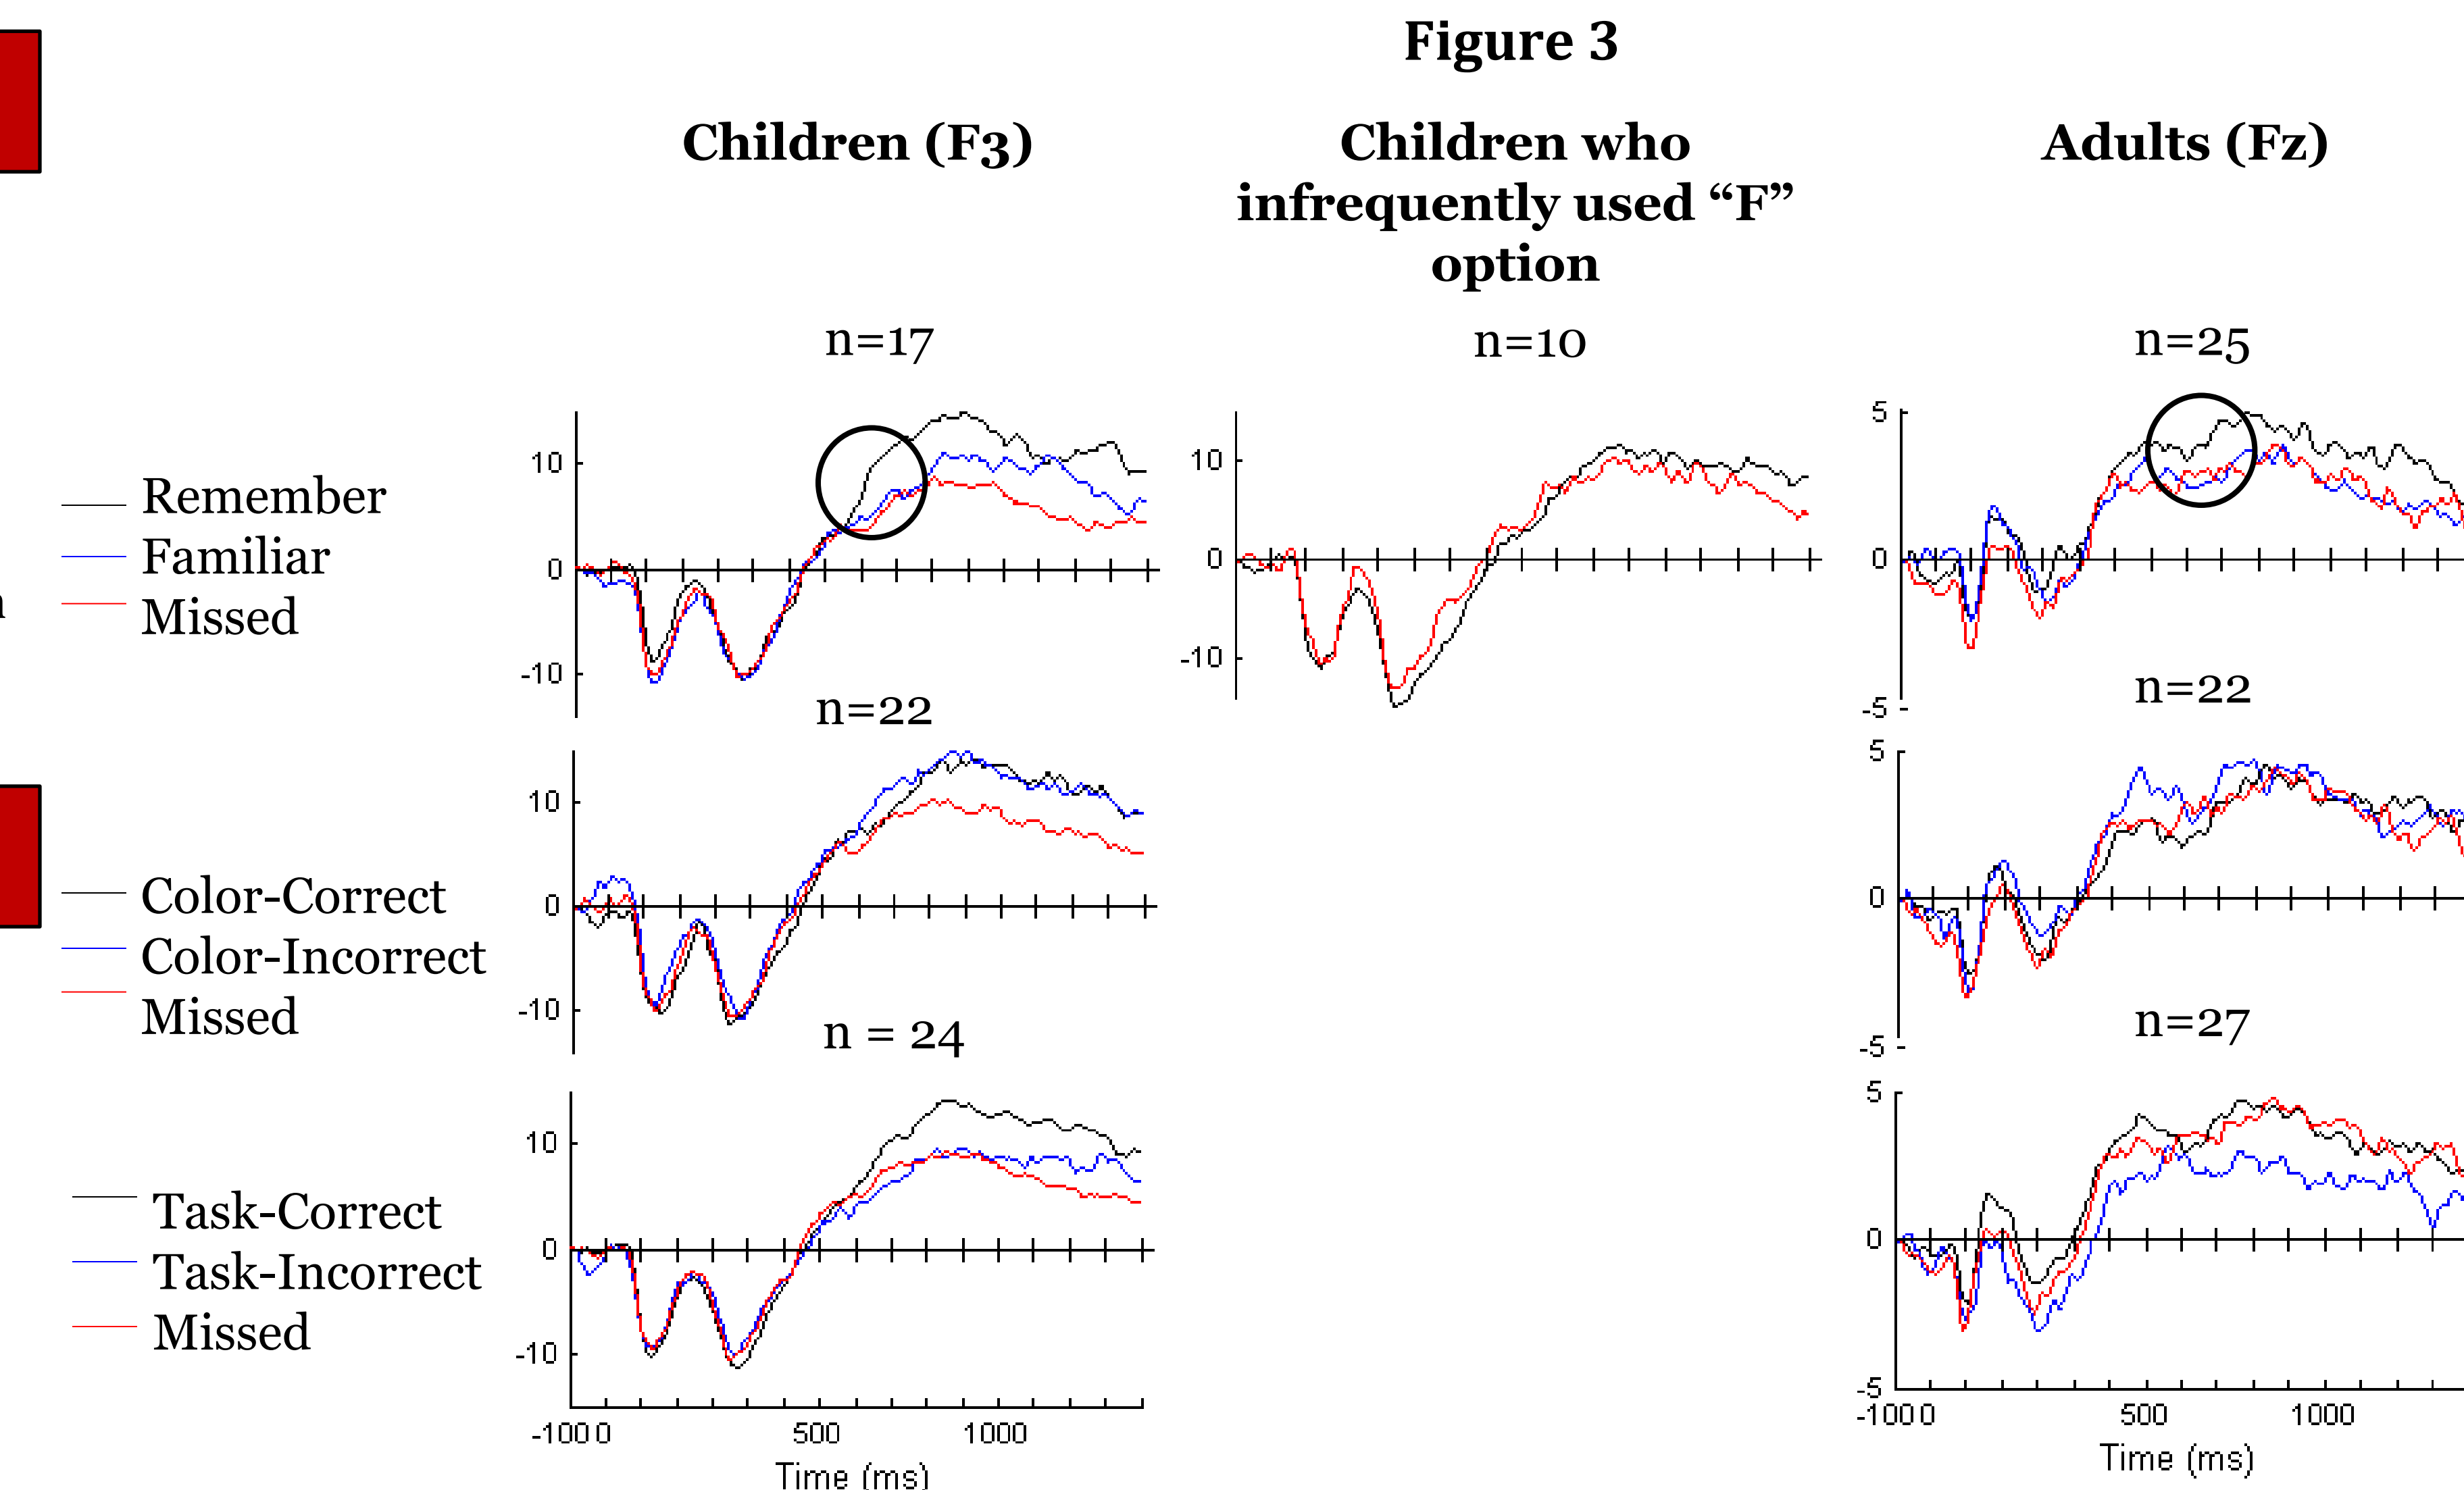 Figure 3
Children (F3)
Children who
infrequently used “F”
option
Adults (Fz)
n=17
n=10
n=25
Remember
Familiar
Missed
n
10
0
-10
10
0
-10
5
0
-5
n=22
n=22
Color-Correct
Color-Incorrect
Missed
10
0
-10
5
0
-5
n = 24
n=27
Task-Correct
Task-Incorrect
Missed
10
0
-10
5
0
-5
-100 0 500 1000
Time (ms)
-100 0 500 1000
Time (ms)